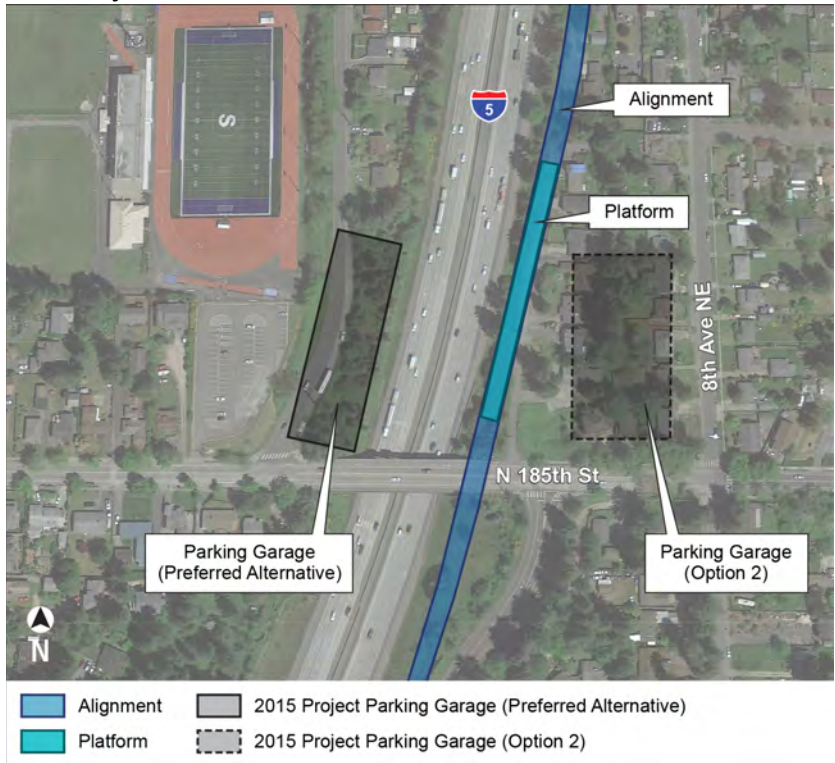 S
5
Alignment
Platform
8th Ave NE
N 185th St
Parking Garage
(Preferred Alternative)
Parking Garage
(Option 2)
N
Alignment
2015 Project Parking Garage (Preferred Alternative)
Platform
2015 Project Parking Garage (Option 2)